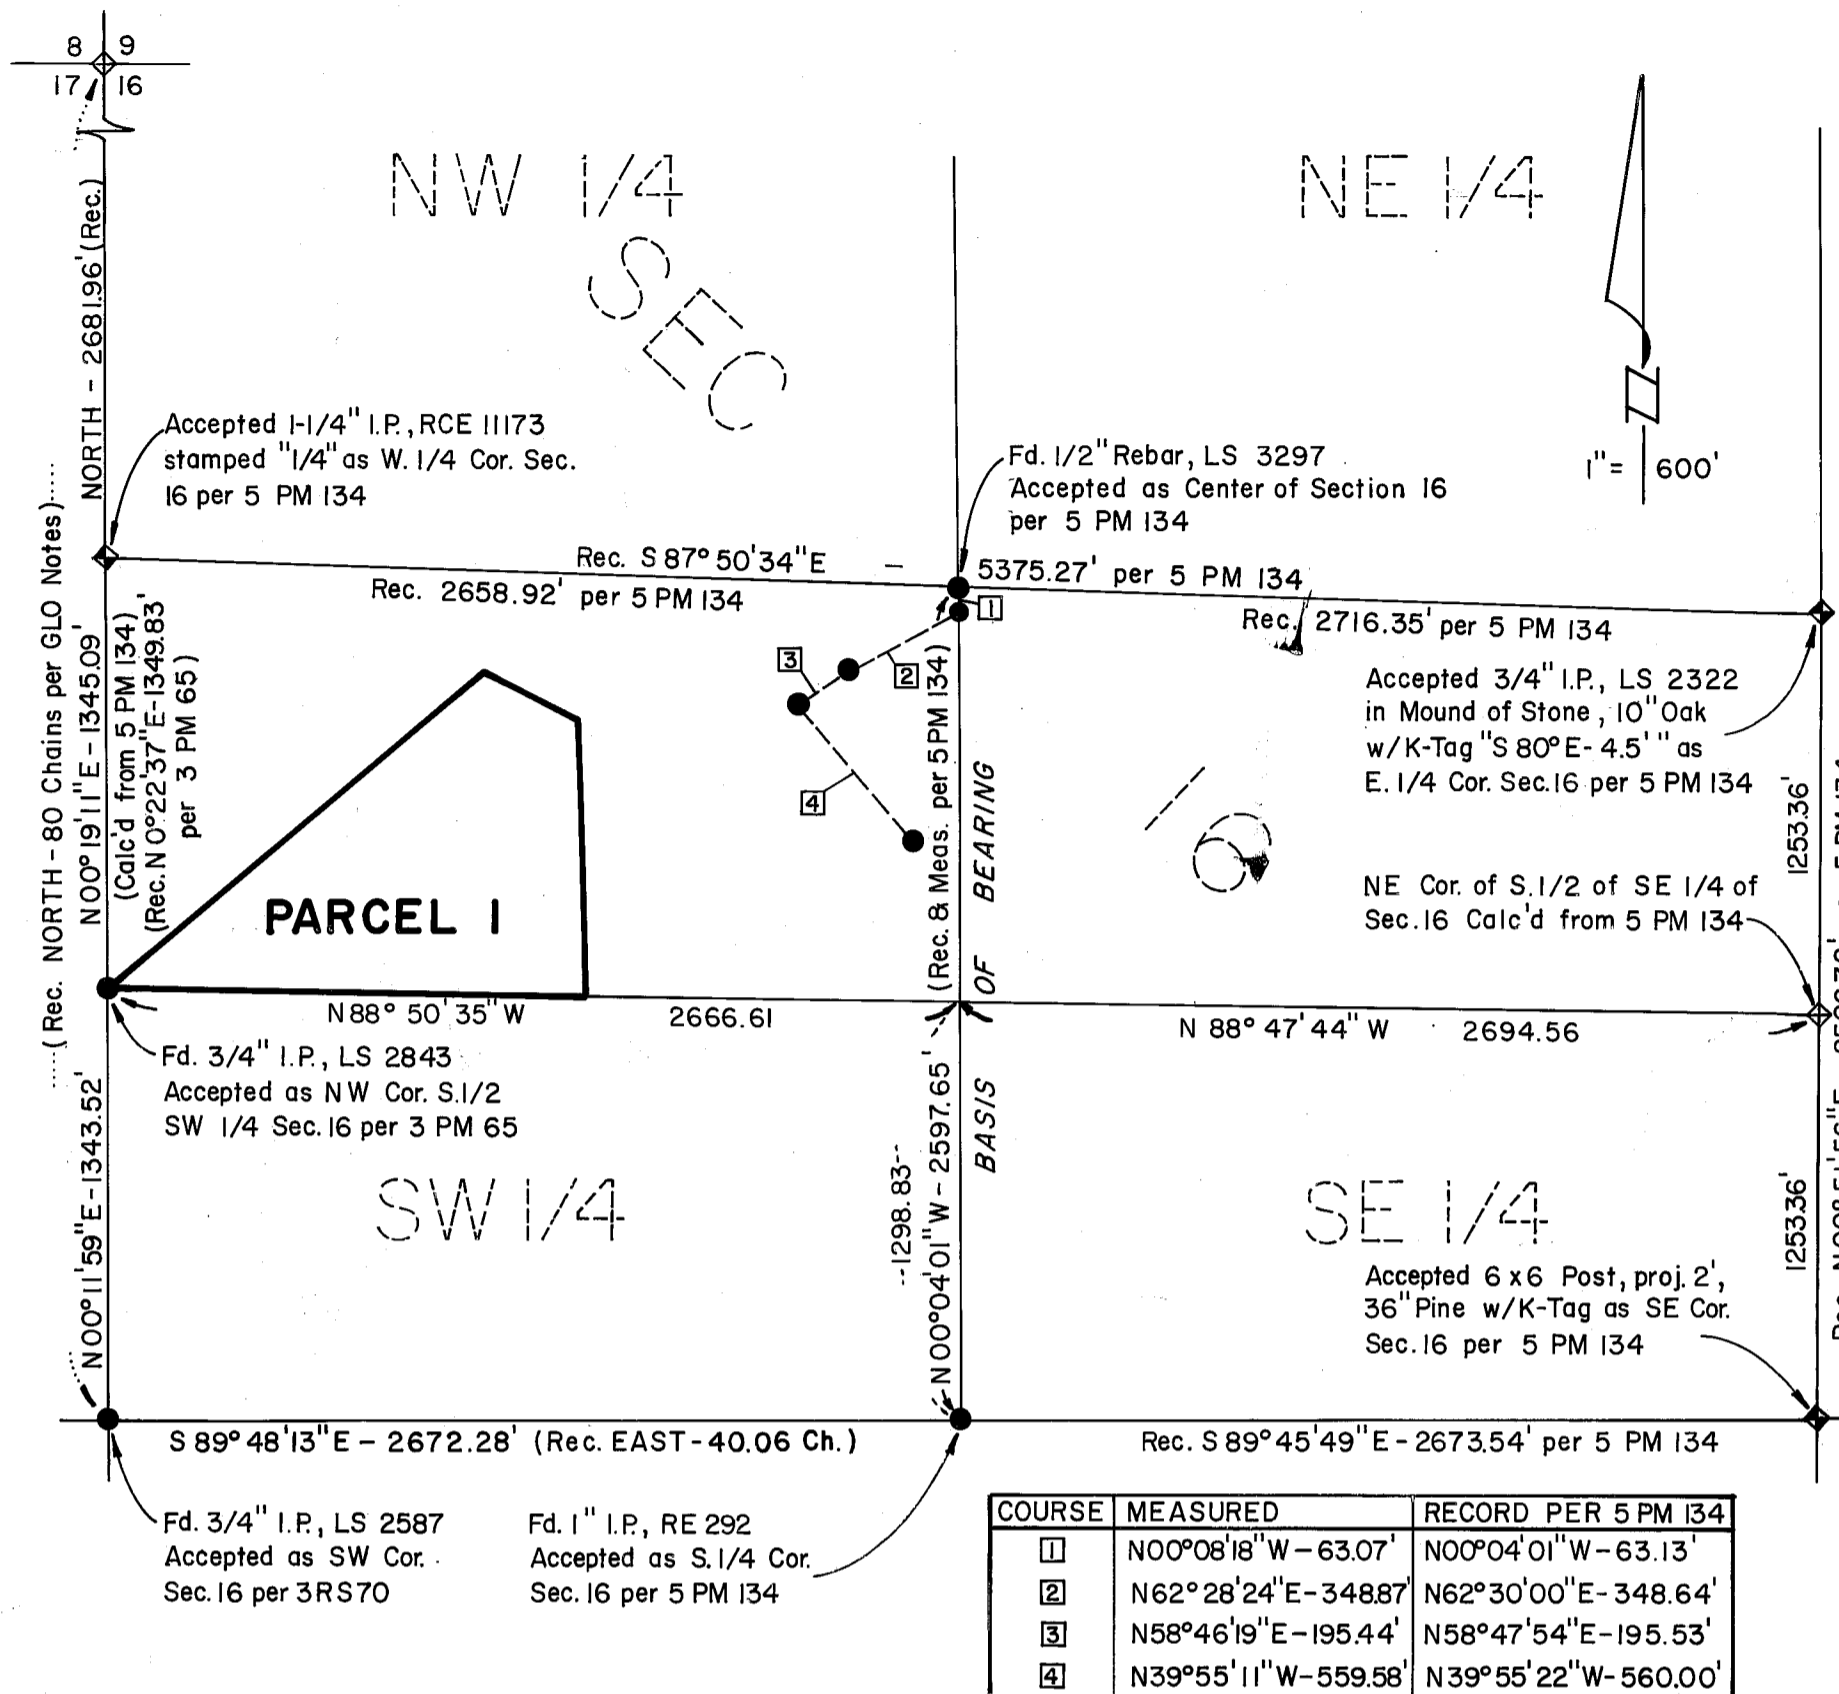 8 9
17 16
NW 1/4
NE 1/4
SEC
16
1" = 600'
NORTH - 2681.96' (Rec.)
.....( Rec. NORTH - 80 Chains per GLO Notes).....
Accepted 1-1/4" I.P., RCE 11173
stamped "1/4" as W. 1/4 Cor. Sec.
16 per 5 PM 134
Fd. 1/2" Rebar, LS 3297
Accepted as Center of Section 16
per 5 PM 134
Rec. S 87° 50' 34" E — 5375.27' per 5 PM 134
Rec. 2658.92' per 5 PM 134
Rec. 2716.35' per 5 PM 134
N00°19'11"E - 1345.09'
(Calc'd from 5 PM 134)
(Rec. N 0°22'37"E-1349.83'
per 3 PM 65)
1
2
3
4
Accepted 3/4" I.P., LS 2322
in Mound of Stone, 10" Oak
w/K-Tag "S 80° E - 4.5' " as
E. 1/4 Cor. Sec. 16 per 5 PM 134
PARCEL 1
(Rec. & Meas. per 5 PM 134)
N00°04'01"W - 2597.65'
BASIS OF BEARING
1253.36'
NE Cor. of S. 1/2 of SE 1/4 of
Sec. 16 Calc'd from 5 PM 134
N 88° 50' 35" W 2666.61
N 88° 47' 44" W 2694.56
Fd. 3/4" I.P., LS 2843
Accepted as NW Cor. S. 1/2
SW 1/4 Sec. 16 per 3 PM 65
N00°11'59"E-1343.52'
--1298.83--
SW 1/4
SE 1/4
1253.36'
Accepted 6 x 6 Post, proj. 2',
36" Pine w/K-Tag as SE Cor.
Sec. 16 per 5 PM 134
S 89° 48' 13" E - 2672.28' (Rec. EAST-40.06 Ch.)
Rec. S 89° 45' 49" E - 2673.54' per 5 PM 134
Fd. 3/4" I.P., LS 2587
Accepted as SW Cor.
Sec. 16 per 3 RS 70
Fd. 1" I.P., RE 292
Accepted as S. 1/4 Cor.
Sec. 16 per 5 PM 134
COURSE MEASURED RECORD PER 5 PM 134
1 N00°08'18"W-63.07' N00°04'01"W-63.13'
2 N62°28'24"E-348.87' N62°30'00"E-348.64'
3 N58°46'19"E-195.44' N58°47'54"E-195.53'
4 N39°55'11"W-559.58' N39°55'22"W-560.00'